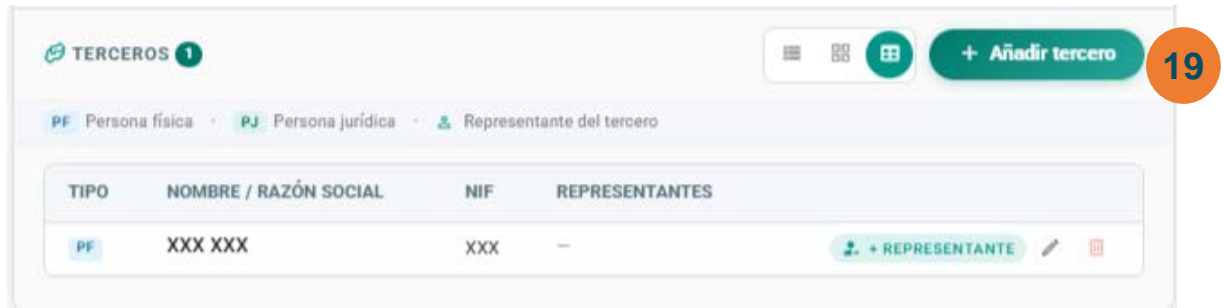 TERCEROS 1
+ Añadir tercero
19
PF Persona física · PJ Persona jurídica · Representante del tercero
TIPO NOMBRE / RAZÓN SOCIAL NIF REPRESENTANTES
PF XXX XXX XXX — + REPRESENTANTE